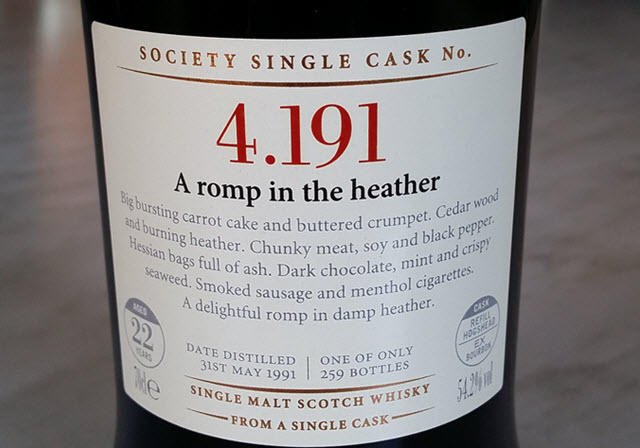 SOCIETY SINGLE CASK No.
4.191
A romp in the heather
Big bursting carrot cake and buttered crumpet. Cedar wood
and burning heather. Chunky meat, soy and black pepper.
Hessian bags full of ash. Dark chocolate, mint and crispy
seaweed. Smoked sausage and menthol cigarettes.
A delightful romp in damp heather.
AGED
22
YEARS
CASK
REFILL
HOGSHEAD
EX
BOURBON
DATE DISTILLED
31ST MAY 1991
ONE OF ONLY
259 BOTTLES
70cl e
54.2% vol
SINGLE MALT SCOTCH WHISKY
FROM A SINGLE CASK